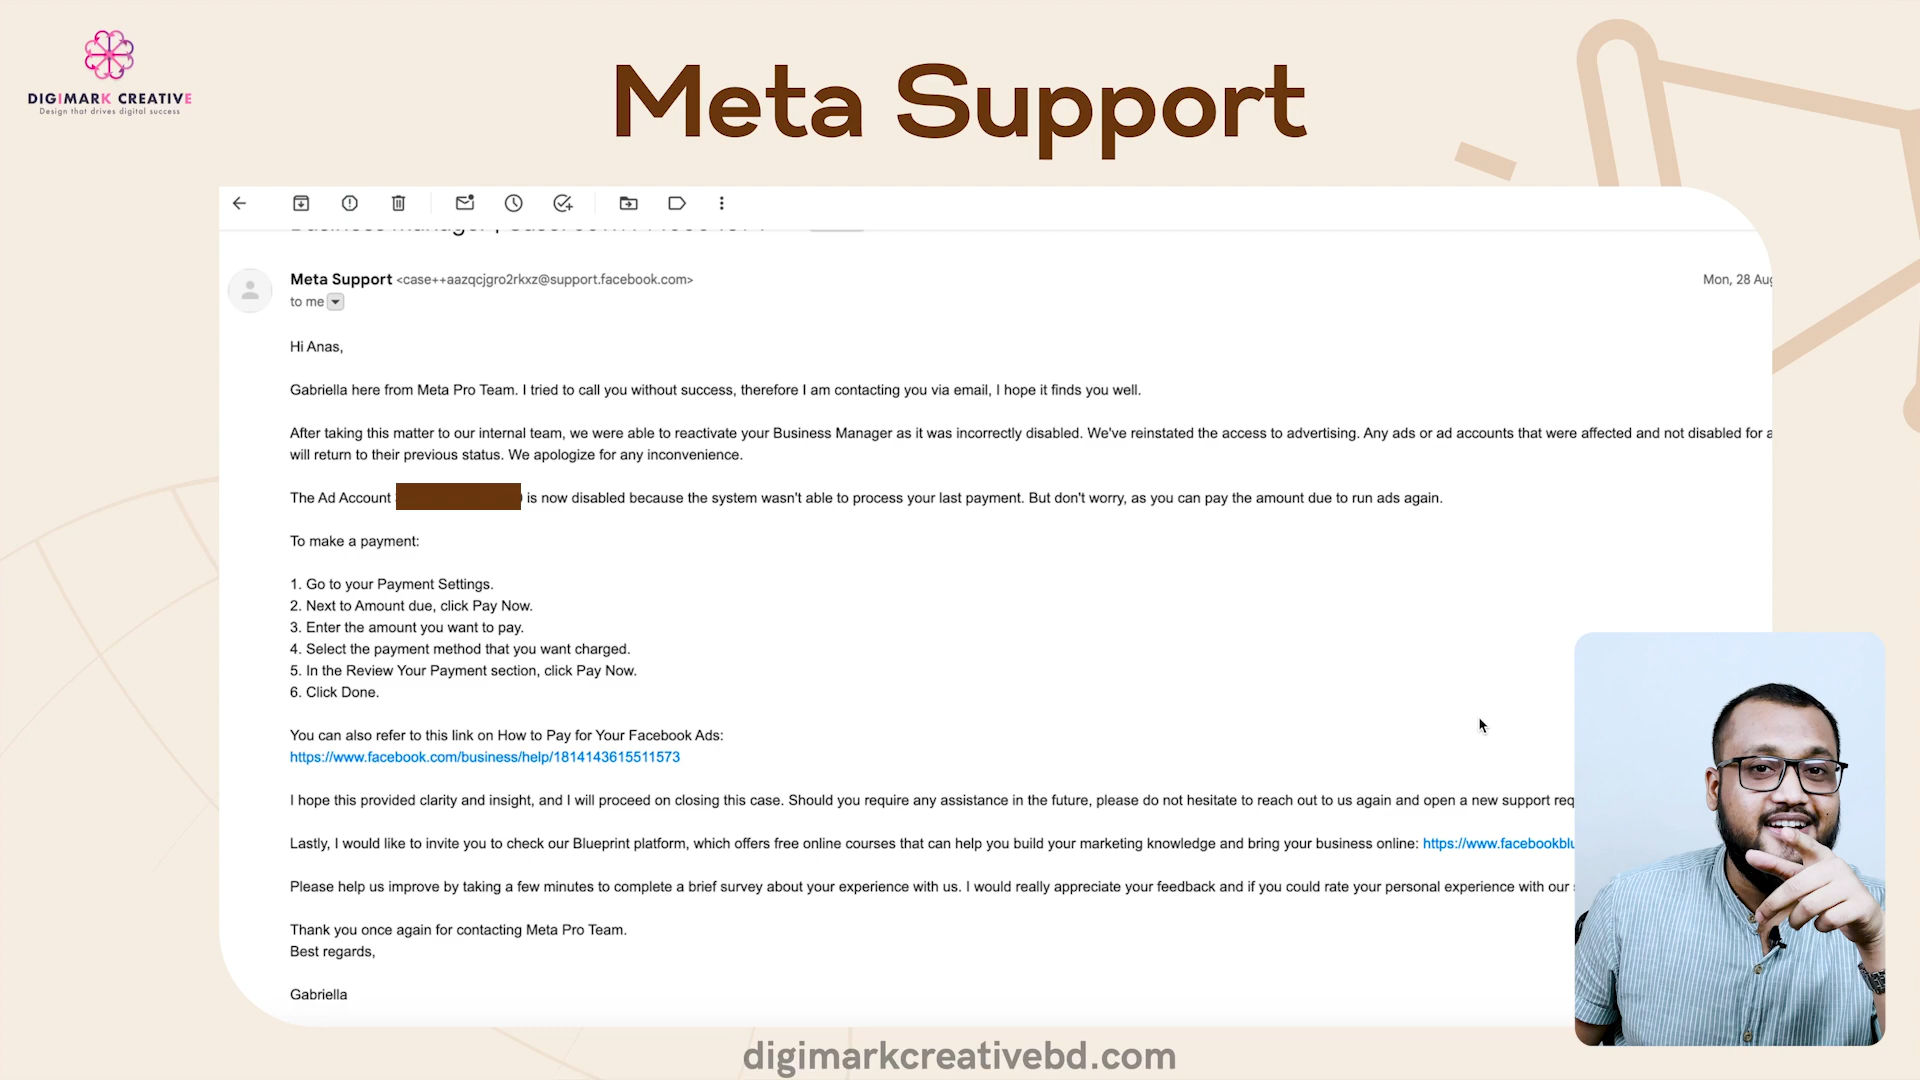 DIGIMARK CREATIVE
Design that drives digital success
Meta Support
Meta Support <case++aazqcjgro2rkxz@support.facebook.com>
Mon, 28 Aug
to me
Hi Anas,
Gabriella here from Meta Pro Team. I tried to call you without success, therefore I am contacting you via email, I hope it finds you well.
After taking this matter to our internal team, we were able to reactivate your Business Manager as it was incorrectly disabled. We've reinstated the access to advertising. Any ads or ad accounts that were affected and not disabled for a
will return to their previous status. We apologize for any inconvenience.
The Ad Account is now disabled because the system wasn't able to process your last payment. But don't worry, as you can pay the amount due to run ads again.
To make a payment:
1. Go to your Payment Settings.
2. Next to Amount due, click Pay Now.
3. Enter the amount you want to pay.
4. Select the payment method that you want charged.
5. In the Review Your Payment section, click Pay Now.
6. Click Done.
You can also refer to this link on How to Pay for Your Facebook Ads:
https://www.facebook.com/business/help/1814143615511573
I hope this provided clarity and insight, and I will proceed on closing this case. Should you require any assistance in the future, please do not hesitate to reach out to us again and open a new support req
Lastly, I would like to invite you to check our Blueprint platform, which offers free online courses that can help you build your marketing knowledge and bring your business online: https://www.facebookblu
Please help us improve by taking a few minutes to complete a brief survey about your experience with us. I would really appreciate your feedback and if you could rate your personal experience with our
Thank you once again for contacting Meta Pro Team.
Best regards,
Gabriella
digimarkcreativebd.com